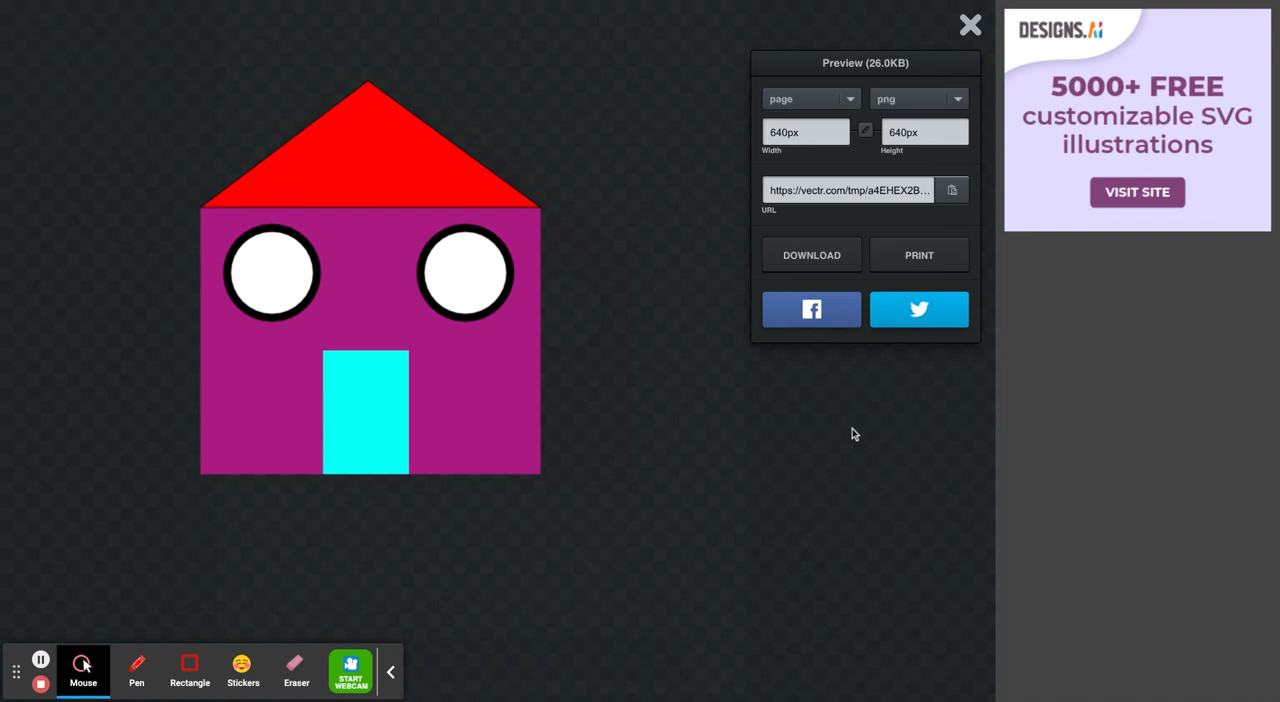 Preview (26.0KB)
page png
640px 640px
Width Height
https://vectr.com/tmp/a4EHEX2B...
URL
DOWNLOAD PRINT
DESIGNS.Ai
5000+ FREE
customizable SVG
illustrations
VISIT SITE
Mouse Pen Rectangle Stickers Eraser START
WEBCAM